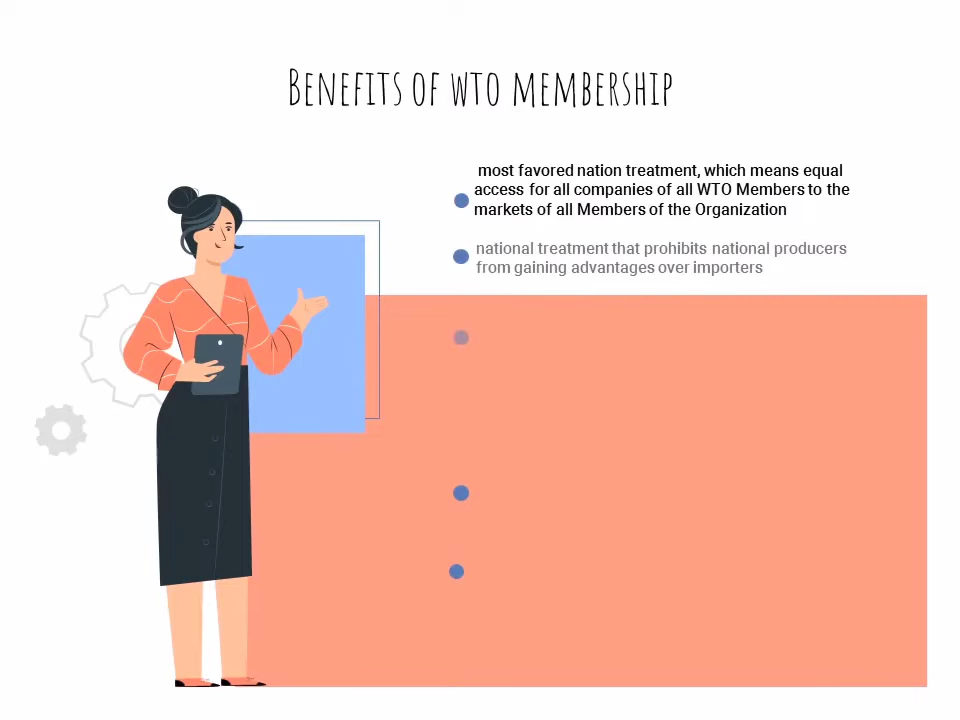 Benefits of wto membership
most favored nation treatment, which means equal
access for all companies of all WTO Members to the
markets of all Members of the Organization
national treatment that prohibits national producers
from gaining advantages over importers